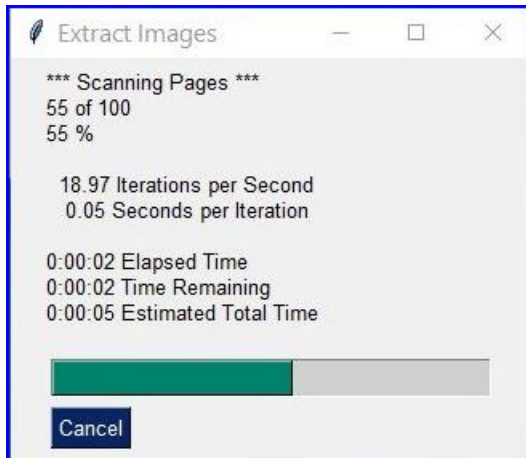 Extract Images
*** Scanning Pages ***
55 of 100
55 %
18.97 Iterations per Second
0.05 Seconds per Iteration
0:00:02 Elapsed Time
0:00:02 Time Remaining
0:00:05 Estimated Total Time
Cancel